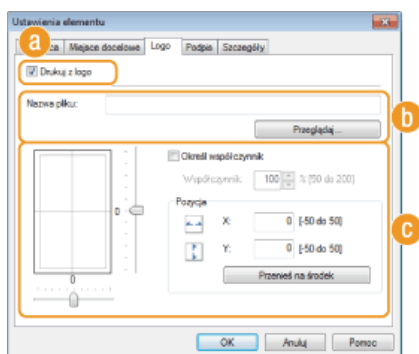 Ustawienia elementu
a
Miejsce docelowe Logo Podpis Szczegóły
Drukuj z logo
Nazwa pliku:
b
Przeglądaj...
Określ współczynnik
Współczynnik: 100 % [50 do 200]
Pozycja
0
X: 0 [-50 do 50]
c
Y: 0 [-50 do 50]
0
Przenieś na środek
OK Anuluj Pomoc